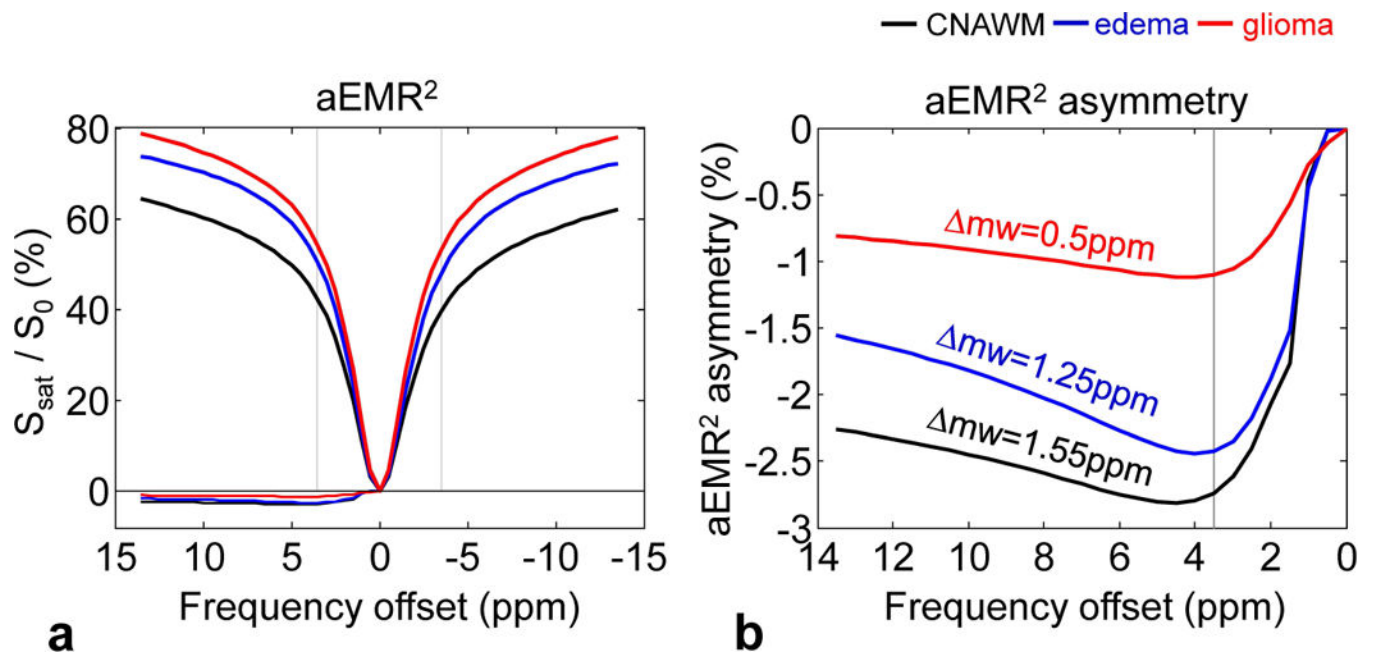 CNAWM edema glioma
aEMR²
80
60
40
20
0
15 10 5 0 -5 -10 -15
S_sat / S_0 (%)
Frequency offset (ppm)
a
aEMR² asymmetry
0
-0.5
-1
-1.5
-2
-2.5
-3
14 12 10 8 6 4 2 0
aEMR² asymmetry (%)
Δmw=0.5ppm
Δmw=1.25ppm
Δmw=1.55ppm
Frequency offset (ppm)
b